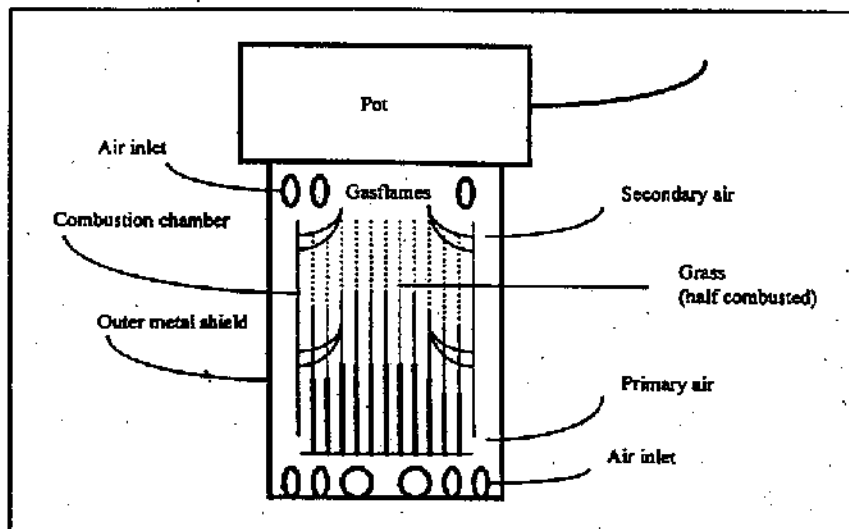 Pot
Air inlet
Gasflames
Secondary air
Combustion chamber
Grass
(half combusted)
Outer metal shield
Primary air
Air inlet